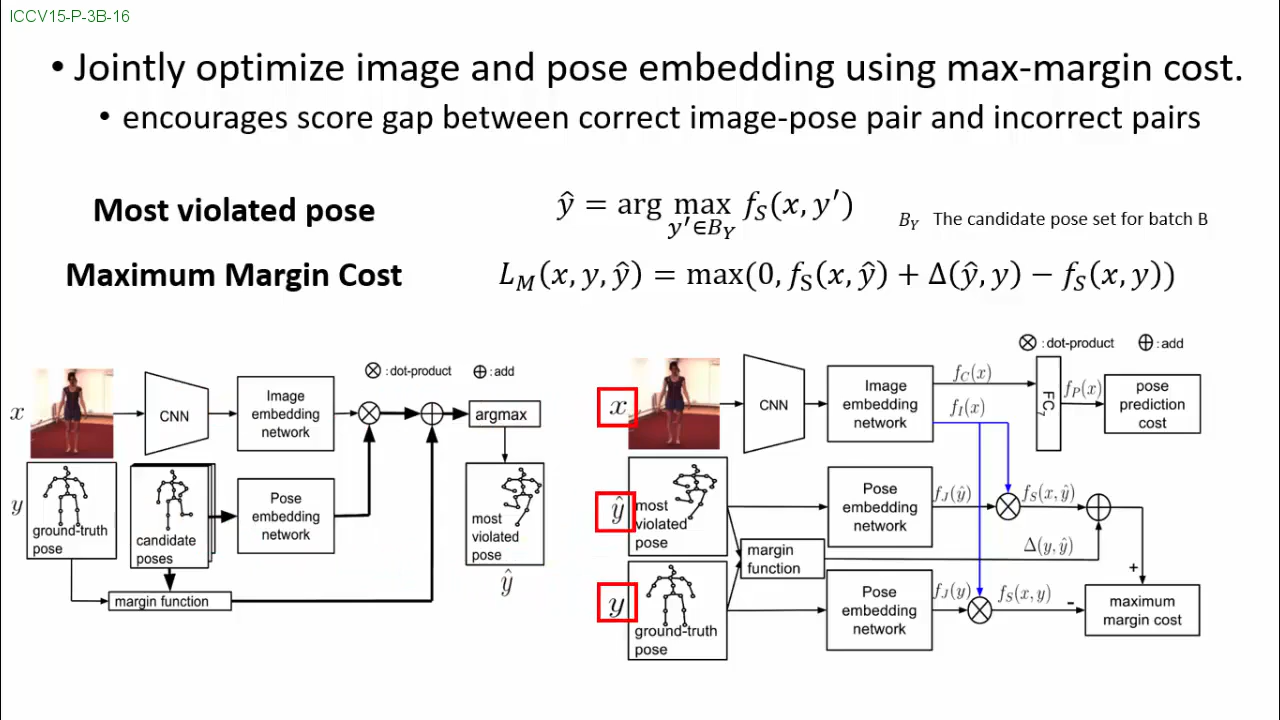 ICCV15-P-3B-16
• Jointly optimize image and pose embedding using max-margin cost.
• encourages score gap between correct image-pose pair and incorrect pairs
Most violated pose
ŷ = arg max f_S(x, y′)
y′∈B_Y
B_Y The candidate pose set for batch B
Maximum Margin Cost
L_M(x, y, ŷ) = max(0, f_S(x, ŷ) + Δ(ŷ, y) − f_S(x, y))
⊗ : dot-product ⊕ : add
x
CNN
Image
embedding
network
argmax
y
ground-truth
pose
candidate
poses
Pose
embedding
network
most
violated
pose
ŷ
margin function
⊗ : dot-product ⊕ : add
x
CNN
Image
embedding
network
f_C(x)
f_I(x)
FC₇
f_P(x)
pose
prediction
cost
ŷ
most
violated
pose
Pose
embedding
network
f_J(ŷ)
f_S(x, ŷ)
margin
function
Δ(y, ŷ)
+
y
ground-truth
pose
Pose
embedding
network
f_J(y)
f_S(x, y)
-
maximum
margin cost